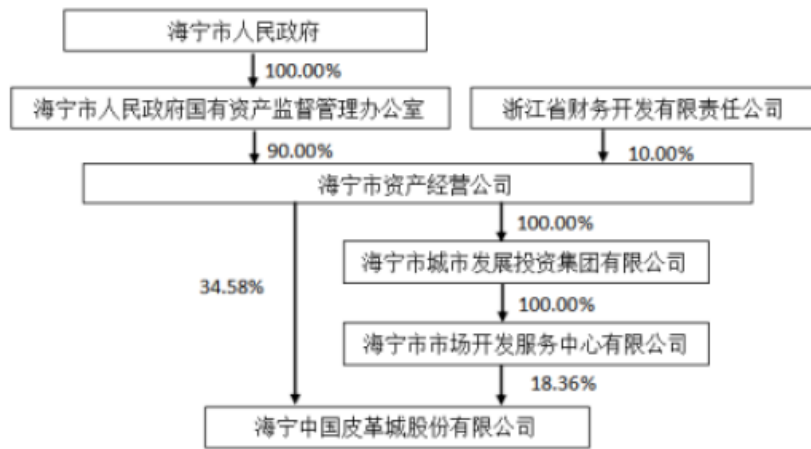 海宁市人民政府
100.00%
海宁市人民政府国有资产监督管理办公室
浙江省财务开发有限责任公司
90.00%
10.00%
海宁市资产经营公司
100.00%
海宁市城市发展投资集团有限公司
34.58%
100.00%
海宁市市场开发服务中心有限公司
18.36%
海宁中国皮革城股份有限公司